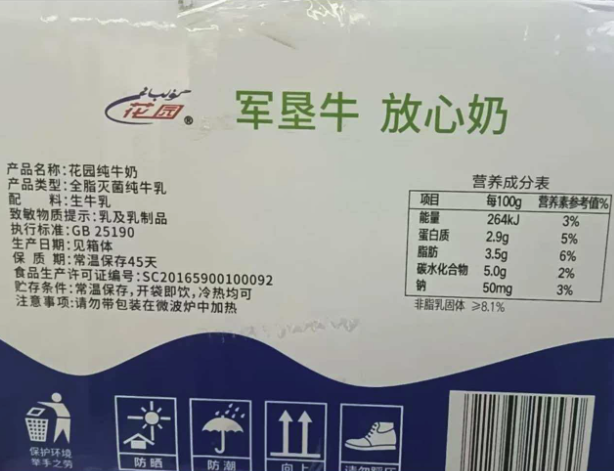 花园®
军垦牛 放心奶
产品名称:花园纯牛奶
产品类型:全脂灭菌纯牛乳
配 料:生牛乳
致敏物质提示:乳及乳制品
执行标准:GB 25190
生产日期:见箱体
保 质 期:常温保存45天
食品生产许可证编号:SC20165900100092
贮存条件:常温保存,开袋即饮,冷热均可
注意事项:请勿带包装在微波炉中加热
营养成分表
项目 每100g 营养素参考值%
能量 264kJ 3%
蛋白质 2.9g 5%
脂肪 3.5g 6%
碳水化合物 5.0g 2%
钠 50mg 3%
非脂乳固体 ≥8.1%
保护环境
举手之劳
防晒
防潮
向上